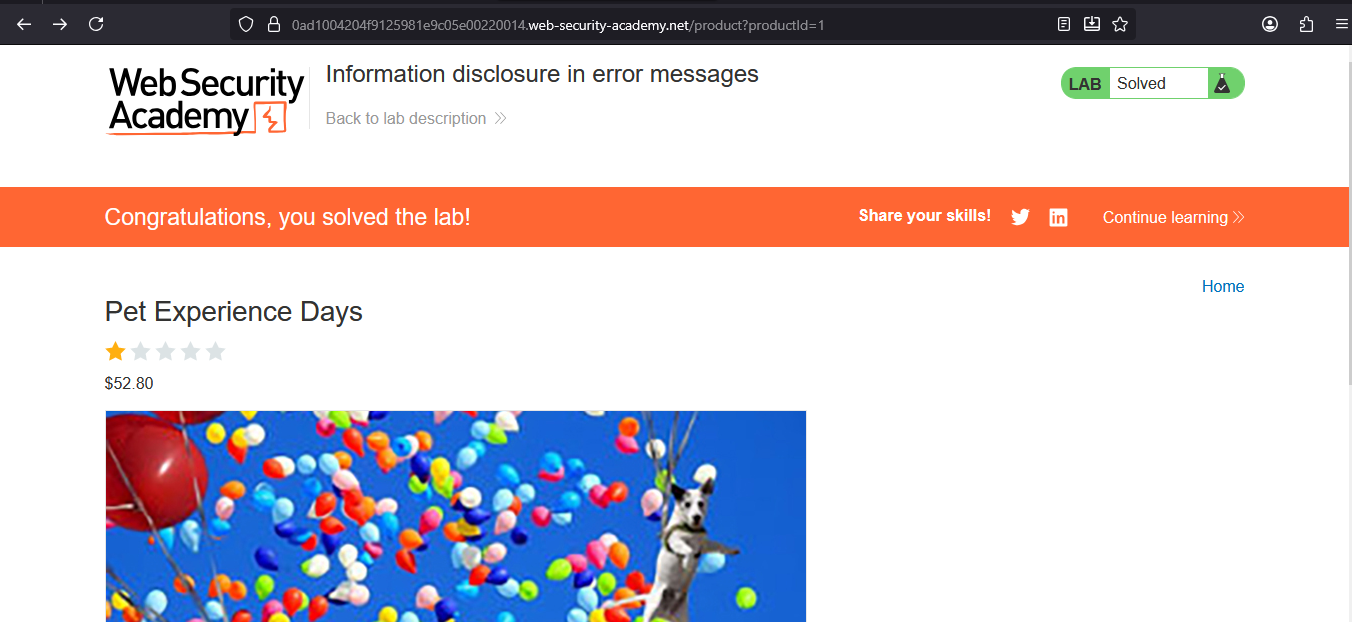 0ad1004204f9125981e9c05e00220014.web-security-academy.net/product?productId=1
Web Security
Academy
Information disclosure in error messages
Back to lab description
LAB Solved
Congratulations, you solved the lab!
Share your skills!
Continue learning
Home
Pet Experience Days
$52.80